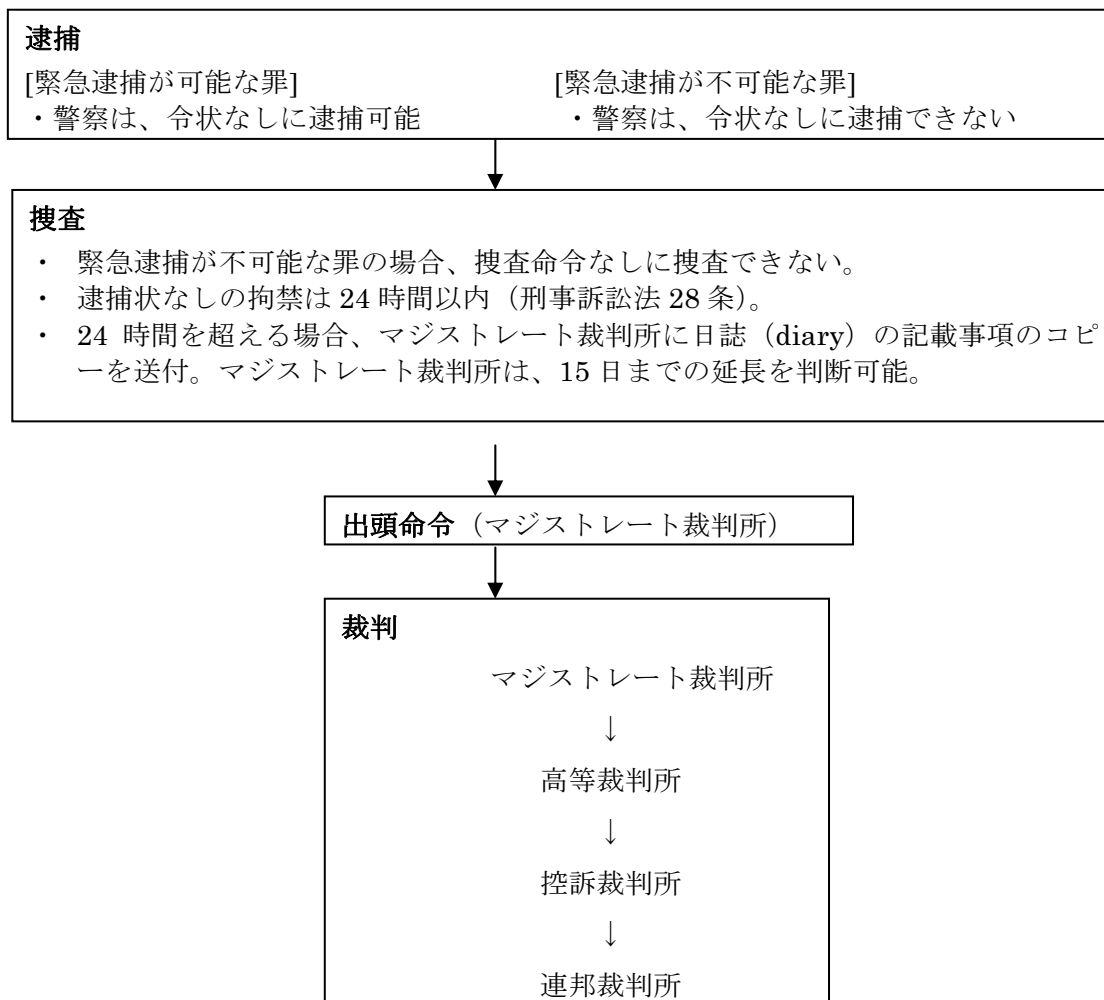 逮捕
[緊急逮捕が可能な罪] [緊急逮捕が不可能な罪]
・警察は、令状なしに逮捕可能 ・警察は、令状なしに逮捕できない
捜査
・ 緊急逮捕が不可能な罪の場合、捜査命令なしに捜査できない。
・ 逮捕状なしの拘禁は 24 時間以内（刑事訴訟法 28 条）。
・ 24 時間を超える場合、マジストレート裁判所に日誌（diary）の記載事項のコピ
ーを送付。マジストレート裁判所は、15 日までの延長を判断可能。
出頭命令（マジストレート裁判所）
裁判
マジストレート裁判所
↓
高等裁判所
↓
控訴裁判所
↓
連邦裁判所